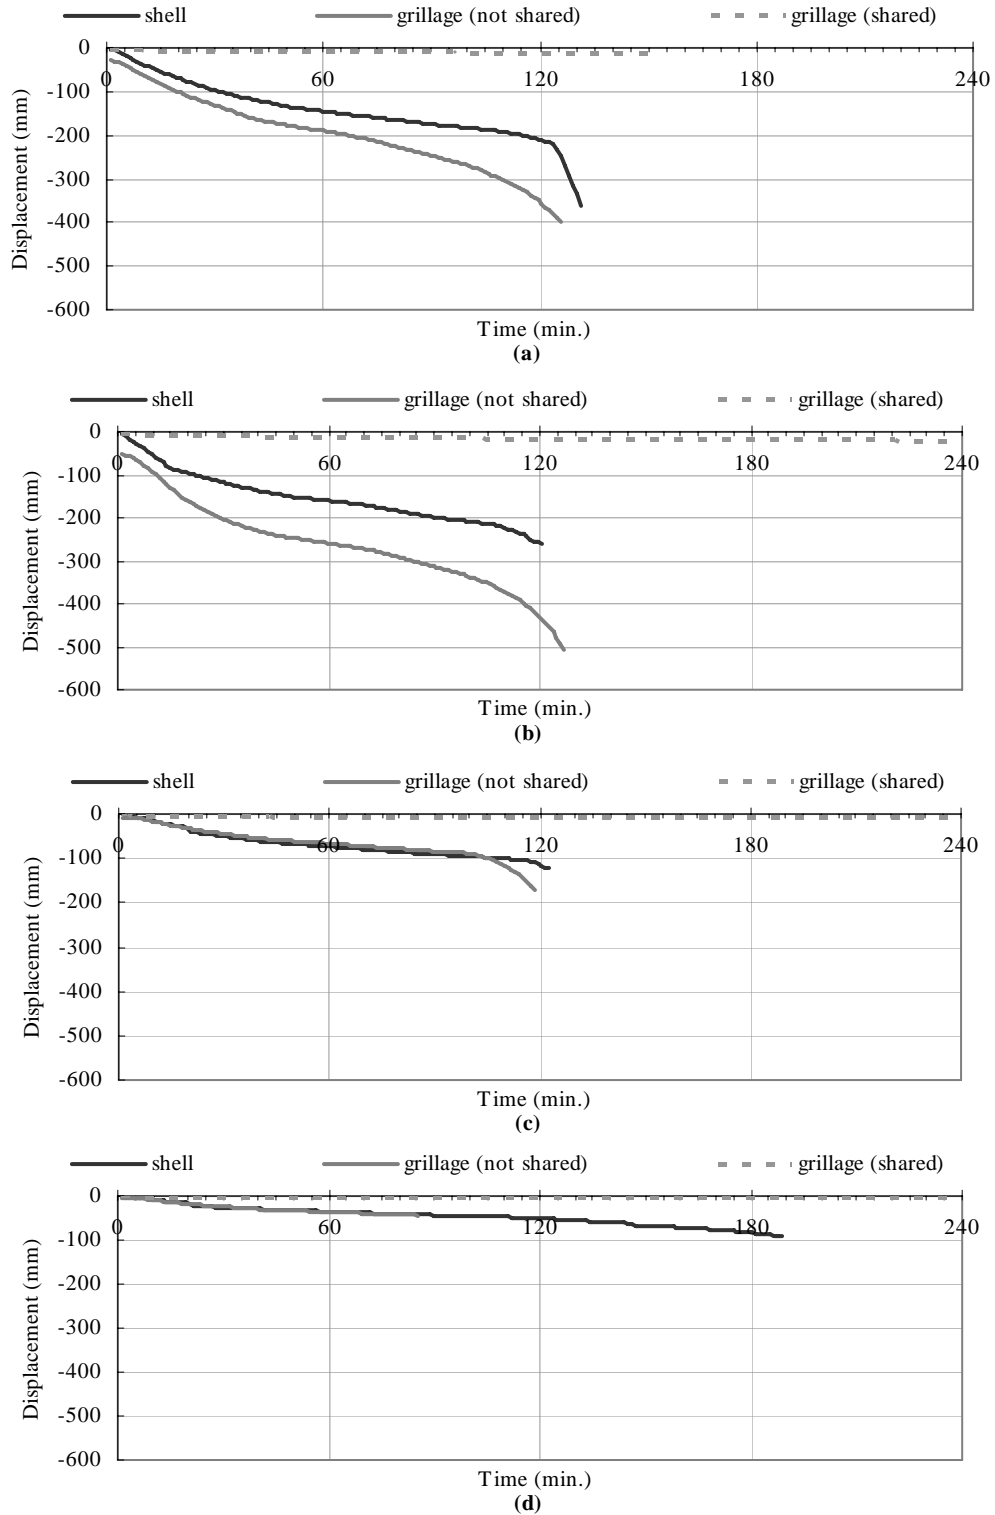 shell grillage (not shared) grillage (shared)
0
0 60 120 180 240
-100
-200
-300
-400
-500
-600
Displacement (mm)
Time (min.)
(a)
shell grillage (not shared) grillage (shared)
0
0 60 120 180 240
-100
-200
-300
-400
-500
-600
Displacement (mm)
Time (min.)
(b)
shell grillage (not shared) grillage (shared)
0
0 60 120 180 240
-100
-200
-300
-400
-500
-600
Displacement (mm)
Time (min.)
(c)
shell grillage (not shared) grillage (shared)
0
0 60 120 180 240
-100
-200
-300
-400
-500
-600
Displacement (mm)
Time (min.)
(d)